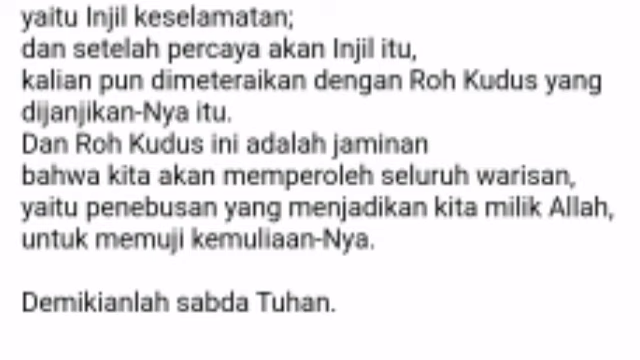 yaitu Injil keselamatan;
dan setelah percaya akan Injil itu,
kalian pun dimeteraikan dengan Roh Kudus yang
dijanjikan-Nya itu.
Dan Roh Kudus ini adalah jaminan
bahwa kita akan memperoleh seluruh warisan,
yaitu penebusan yang menjadikan kita milik Allah,
untuk memuji kemuliaan-Nya.
Demikianlah sabda Tuhan.